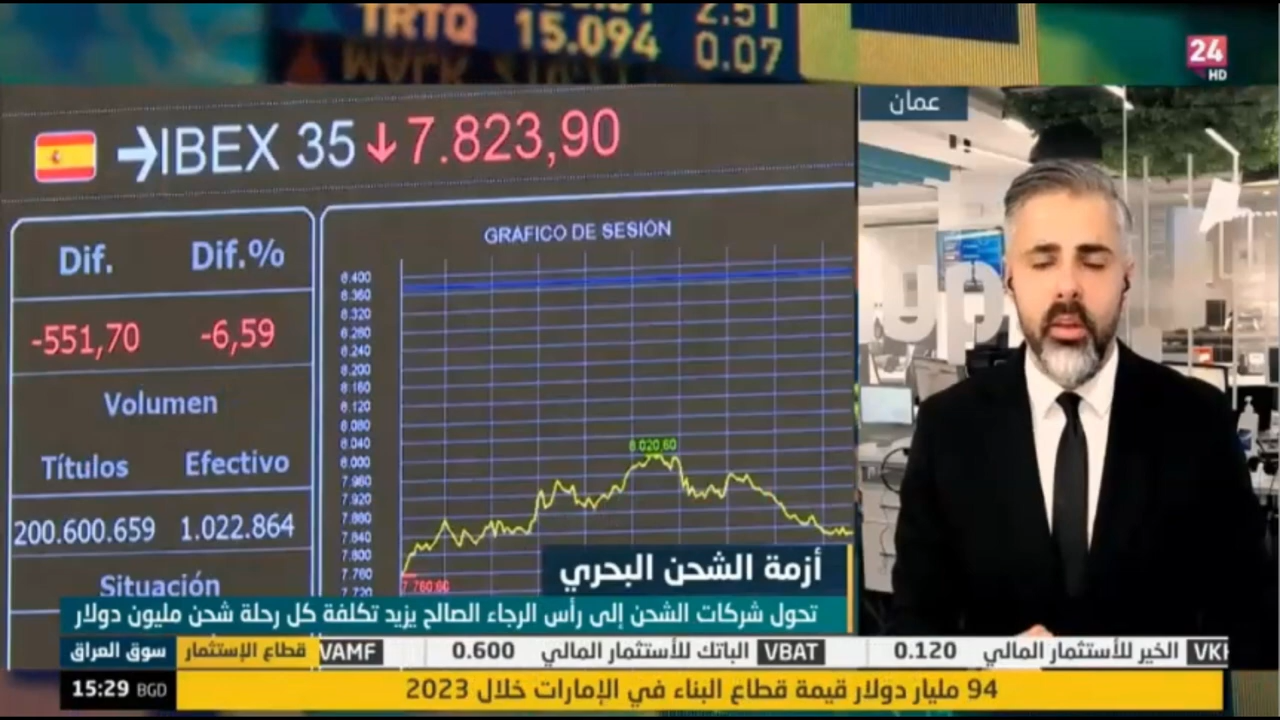 TRTQ 15.094 2.51
0.07
24
HD
عمان
IBEX 35 7.823,90
Dif. Dif.%
-551,70 -6,59
Volumen
Títulos Efectivo
200.600.659 1.022.864
Situación
GRAFICO DE SESION
8.400
8.360
8.320
8.280
8.240
8.200
8.160
8.120
8.080
8.040
8.000
7.960
7.920
7.880
7.840
7.800
7.760
7.720
8.020,60
7.760,60
أزمة الشحن البحري
تحول شركات الشحن إلى رأس الرجاء الصالح يزيد تكلفة كل رحلة شحن مليون دولار
سوق العراق قطاع الإستثمار VAMF 0.600 الباتك للأستثمار المالي VBAT 0.120 الخير للأستثمار المالي
15:29 BGD
94 مليار دولار قيمة قطاع البناء في الإمارات خلال 2023